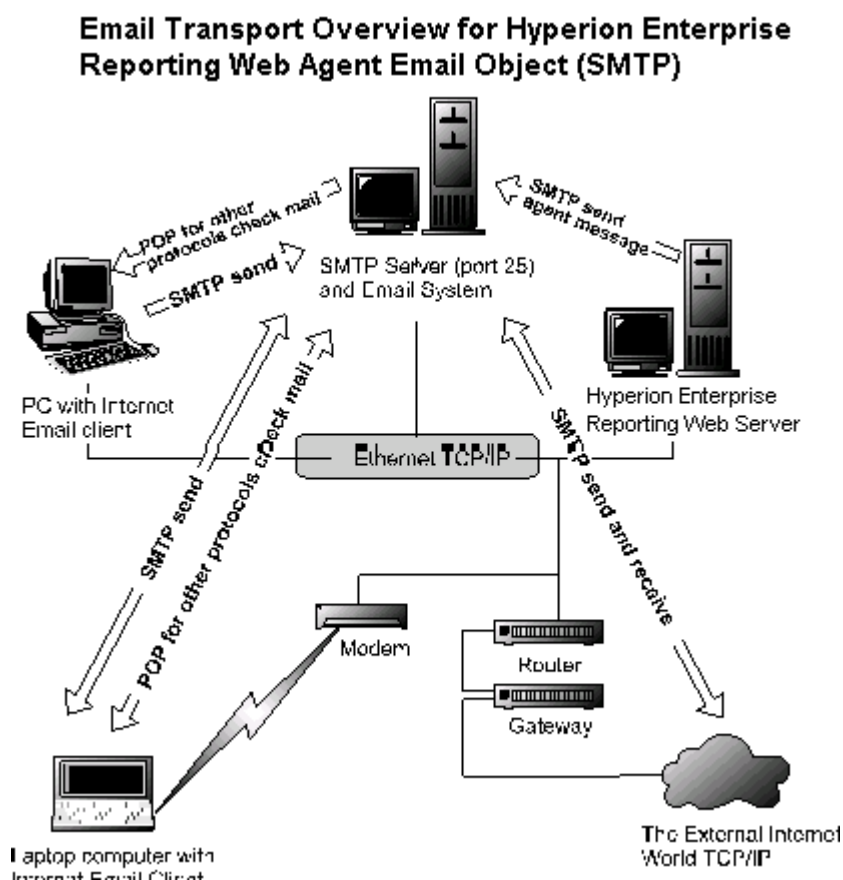 Email Transport Overview for Hyperion Enterprise
Reporting Web Agent Email Object (SMTP)
POP for other
protocols check mail
SMTP send
SMTP send
agent message
SMTP Server (port 25)
and Email System
PC with Internet
Email client
Hyperion Enterprise
Reporting Web Server
Ethernet TCP/IP
SMTP send
POP for other protocols check mail
SMTP send and receive
Modem
Router
Gateway
Laptop computer with
Internet Email Client
The External Internet
World TCP/IP